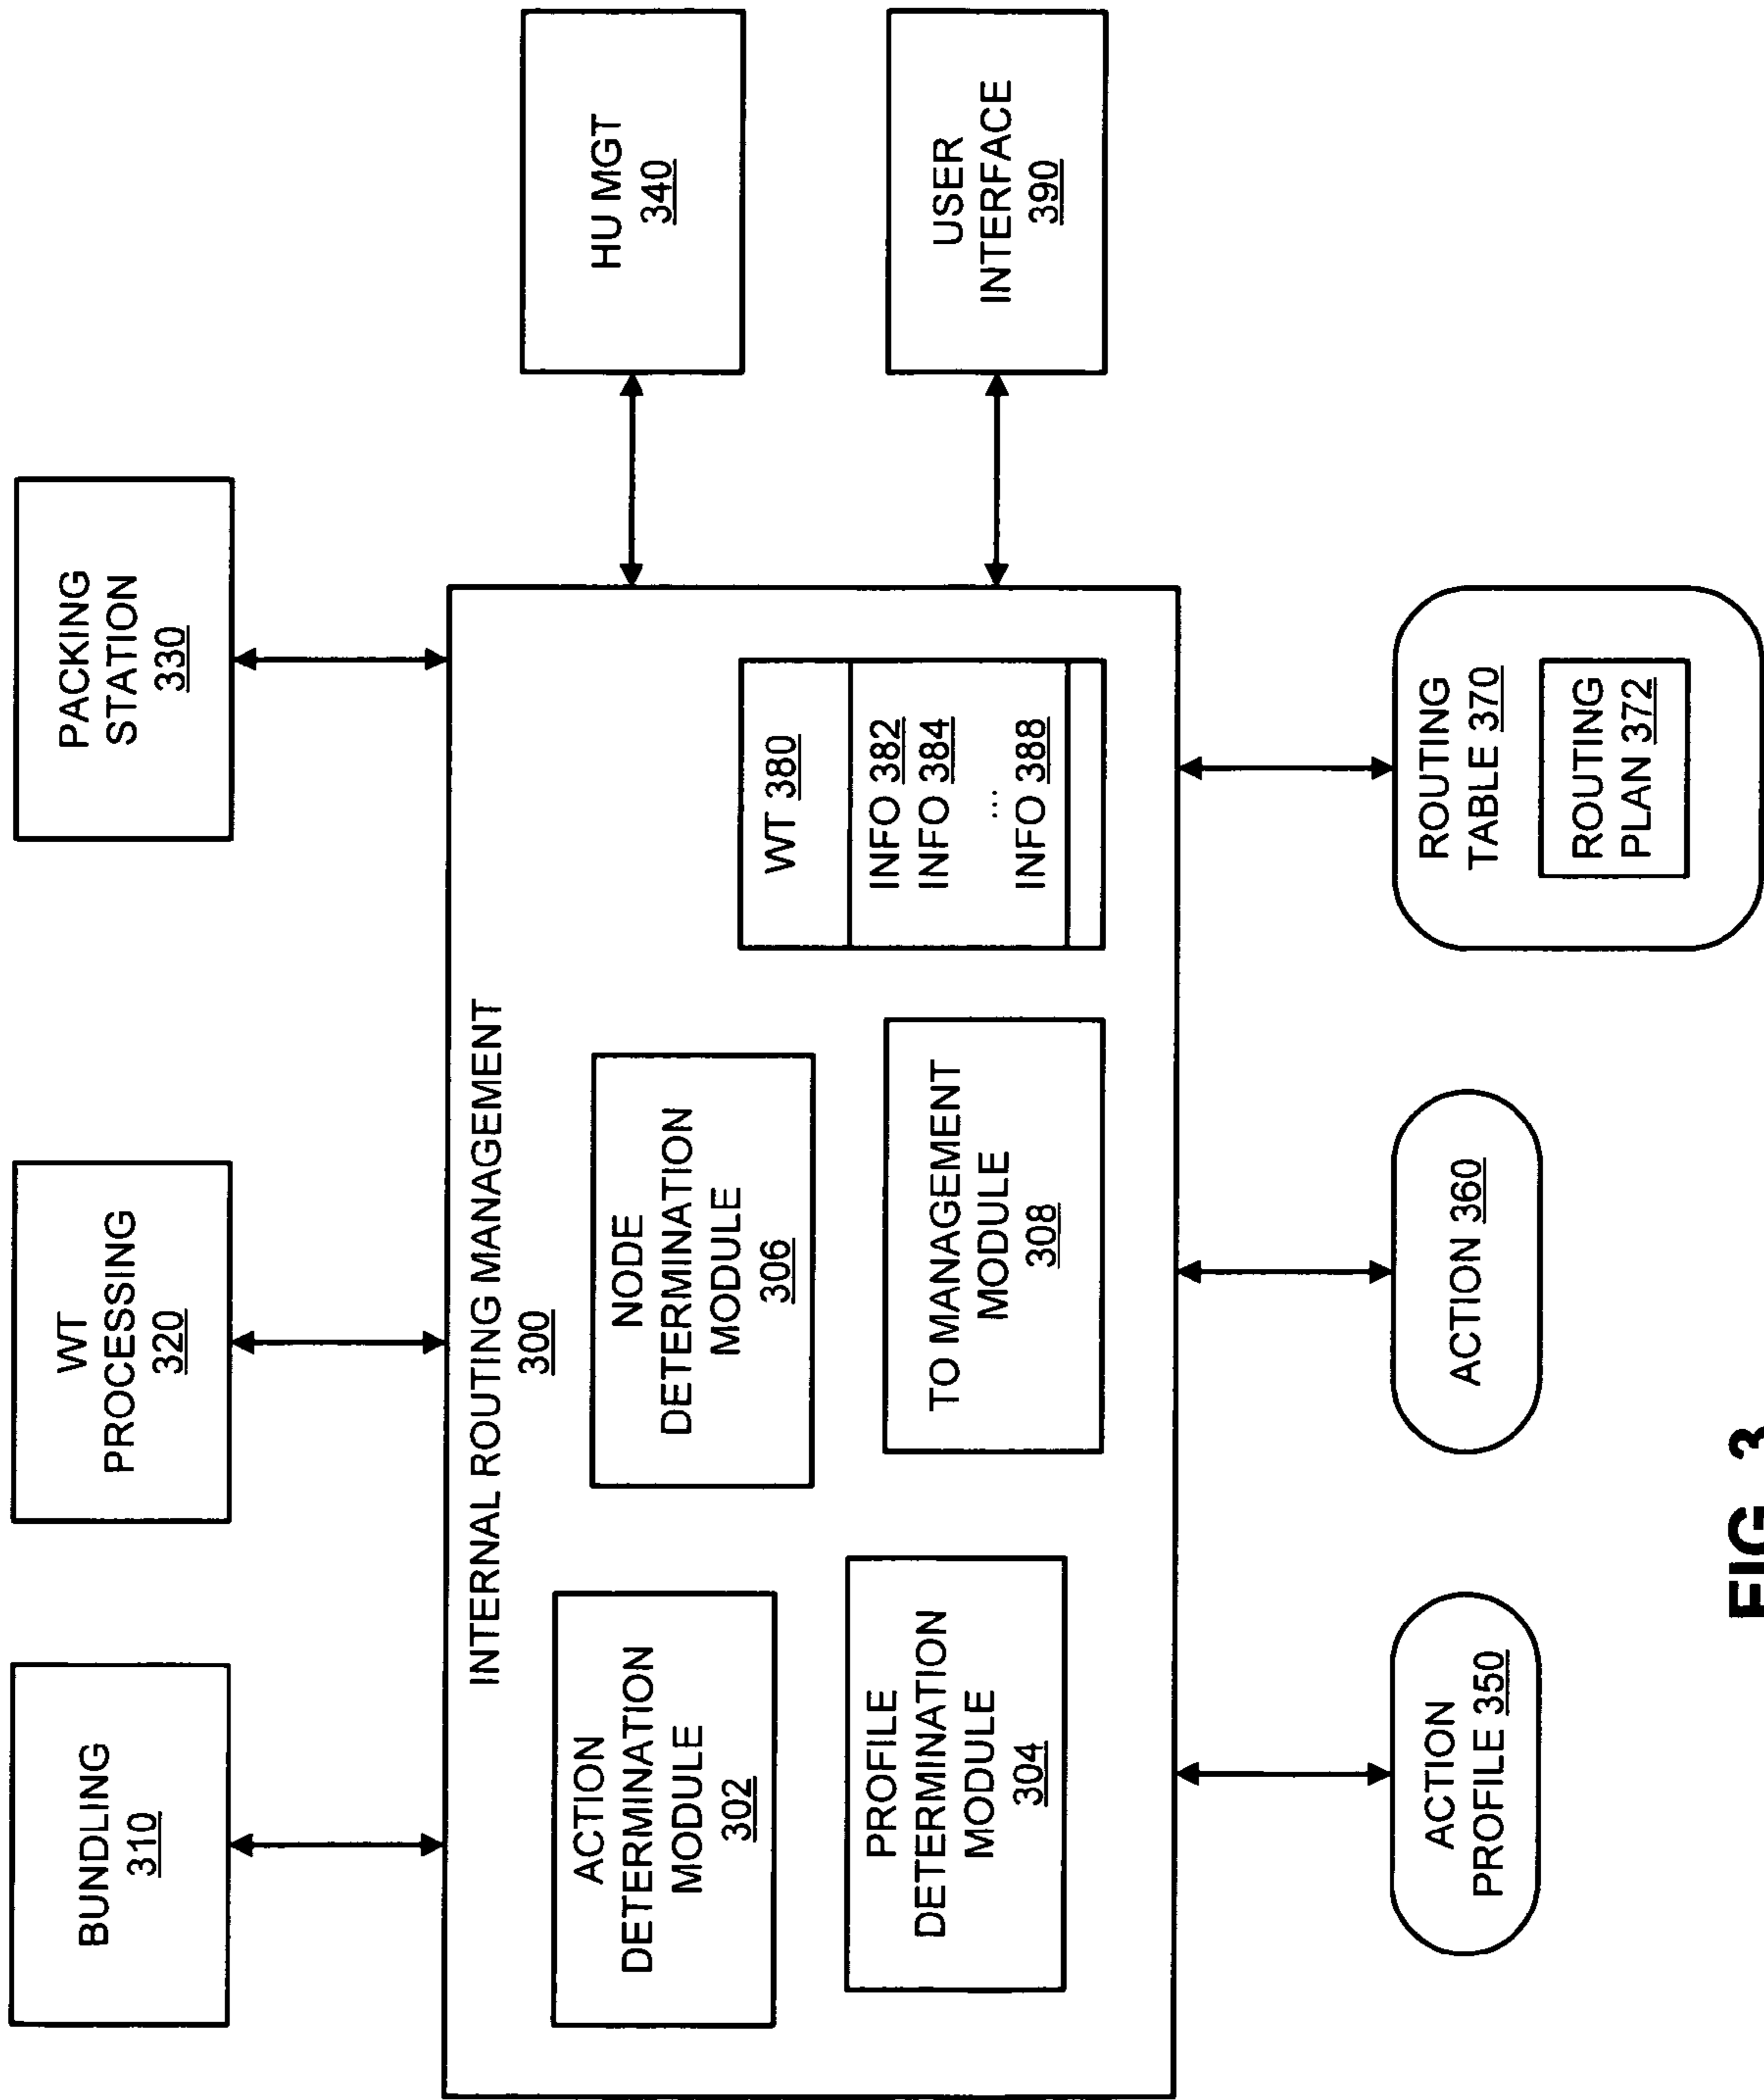 BUNDLING
310
WT
PROCESSING
320
PACKING
STATION
330
INTERNAL ROUTING MANAGEMENT
300
ACTION
DETERMINATION
MODULE
302
NODE
DETERMINATION
MODULE
306
PROFILE
DETERMINATION
MODULE
304
TO MANAGEMENT
MODULE
308
WT 380
INFO 382
INFO 384
...
INFO 388
HU MGT
340
USER
INTERFACE
390
ACTION
PROFILE 350
ACTION 360
ROUTING
TABLE 370
ROUTING
PLAN 372
FIG. 3